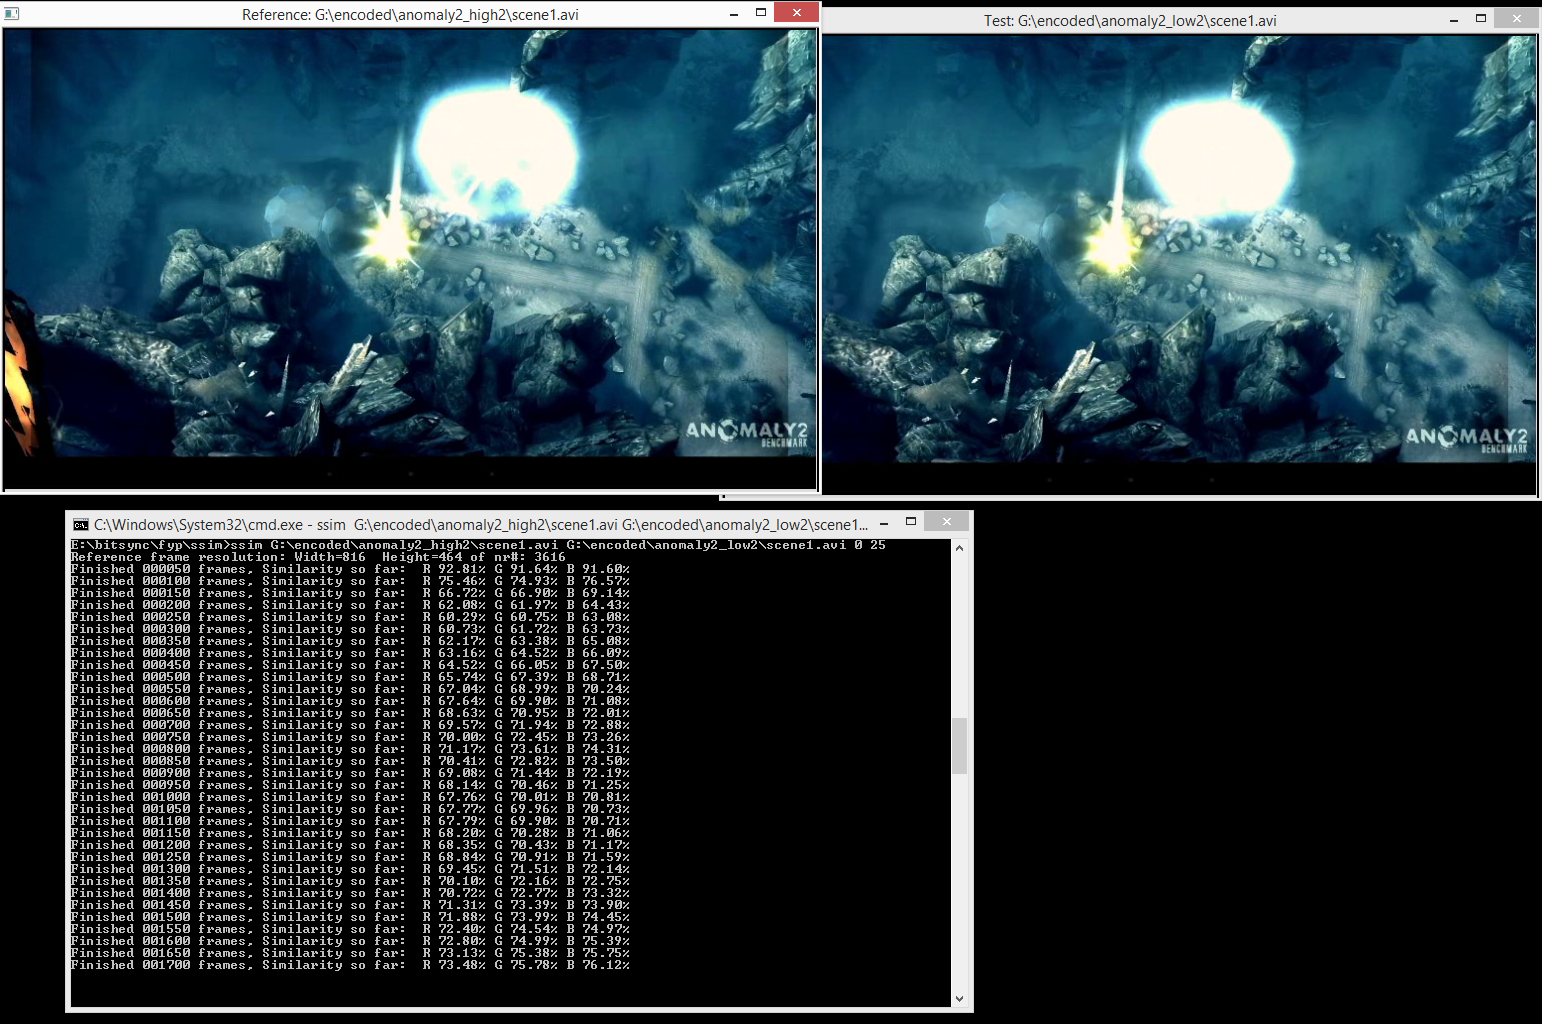 Reference: G:\encoded\anomaly2_high2\scene1.avi
Test: G:\encoded\anomaly2_low2\scene1.avi
ANOMALY2
BENCHMARK
ANOMALY2
BENCHMARK
C:\Windows\System32\cmd.exe - ssim  G:\encoded\anomaly2_high2\scene1.avi G:\encoded\anomaly2_low2\scene1...
E:\bitsync\fyp\ssim>ssim G:\encoded\anomaly2_high2\scene1.avi G:\encoded\anomaly2_low2\scene1.avi 0 25
Reference frame resolution: Width=816  Height=464 of nr#: 3616
Finished 000050 frames, Similarity so far:  R 92.81% G 91.64% B 91.60%
Finished 000100 frames, Similarity so far:  R 75.46% G 74.93% B 76.57%
Finished 000150 frames, Similarity so far:  R 66.72% G 66.90% B 69.14%
Finished 000200 frames, Similarity so far:  R 62.08% G 61.97% B 64.43%
Finished 000250 frames, Similarity so far:  R 60.29% G 60.75% B 63.08%
Finished 000300 frames, Similarity so far:  R 60.73% G 61.72% B 63.73%
Finished 000350 frames, Similarity so far:  R 62.17% G 63.38% B 65.08%
Finished 000400 frames, Similarity so far:  R 63.16% G 64.52% B 66.09%
Finished 000450 frames, Similarity so far:  R 64.52% G 66.05% B 67.50%
Finished 000500 frames, Similarity so far:  R 65.74% G 67.39% B 68.71%
Finished 000550 frames, Similarity so far:  R 67.04% G 68.99% B 70.24%
Finished 000600 frames, Similarity so far:  R 67.64% G 69.90% B 71.08%
Finished 000650 frames, Similarity so far:  R 68.63% G 70.95% B 72.01%
Finished 000700 frames, Similarity so far:  R 69.57% G 71.94% B 72.88%
Finished 000750 frames, Similarity so far:  R 70.00% G 72.45% B 73.26%
Finished 000800 frames, Similarity so far:  R 71.17% G 73.61% B 74.31%
Finished 000850 frames, Similarity so far:  R 70.41% G 72.82% B 73.50%
Finished 000900 frames, Similarity so far:  R 69.08% G 71.44% B 72.19%
Finished 000950 frames, Similarity so far:  R 68.14% G 70.46% B 71.25%
Finished 001000 frames, Similarity so far:  R 67.76% G 70.01% B 70.81%
Finished 001050 frames, Similarity so far:  R 67.77% G 69.96% B 70.73%
Finished 001100 frames, Similarity so far:  R 67.79% G 69.90% B 70.71%
Finished 001150 frames, Similarity so far:  R 68.20% G 70.28% B 71.06%
Finished 001200 frames, Similarity so far:  R 68.35% G 70.43% B 71.17%
Finished 001250 frames, Similarity so far:  R 68.84% G 70.91% B 71.59%
Finished 001300 frames, Similarity so far:  R 69.45% G 71.51% B 72.14%
Finished 001350 frames, Similarity so far:  R 70.10% G 72.16% B 72.75%
Finished 001400 frames, Similarity so far:  R 70.72% G 72.77% B 73.32%
Finished 001450 frames, Similarity so far:  R 71.31% G 73.39% B 73.90%
Finished 001500 frames, Similarity so far:  R 71.88% G 73.99% B 74.45%
Finished 001550 frames, Similarity so far:  R 72.40% G 74.54% B 74.97%
Finished 001600 frames, Similarity so far:  R 72.80% G 74.99% B 75.39%
Finished 001650 frames, Similarity so far:  R 73.13% G 75.38% B 75.75%
Finished 001700 frames, Similarity so far:  R 73.48% G 75.78% B 76.12%